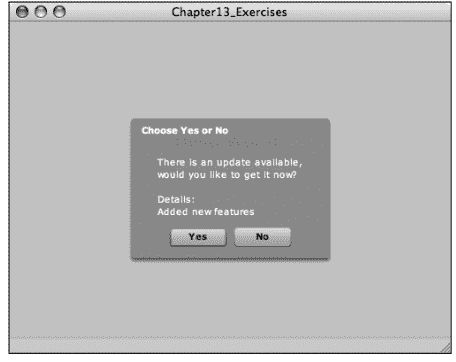 Chapter13_Exercises
Choose Yes or No
There is an update available,
would you like to get it now?
Details:
Added new features
Yes No